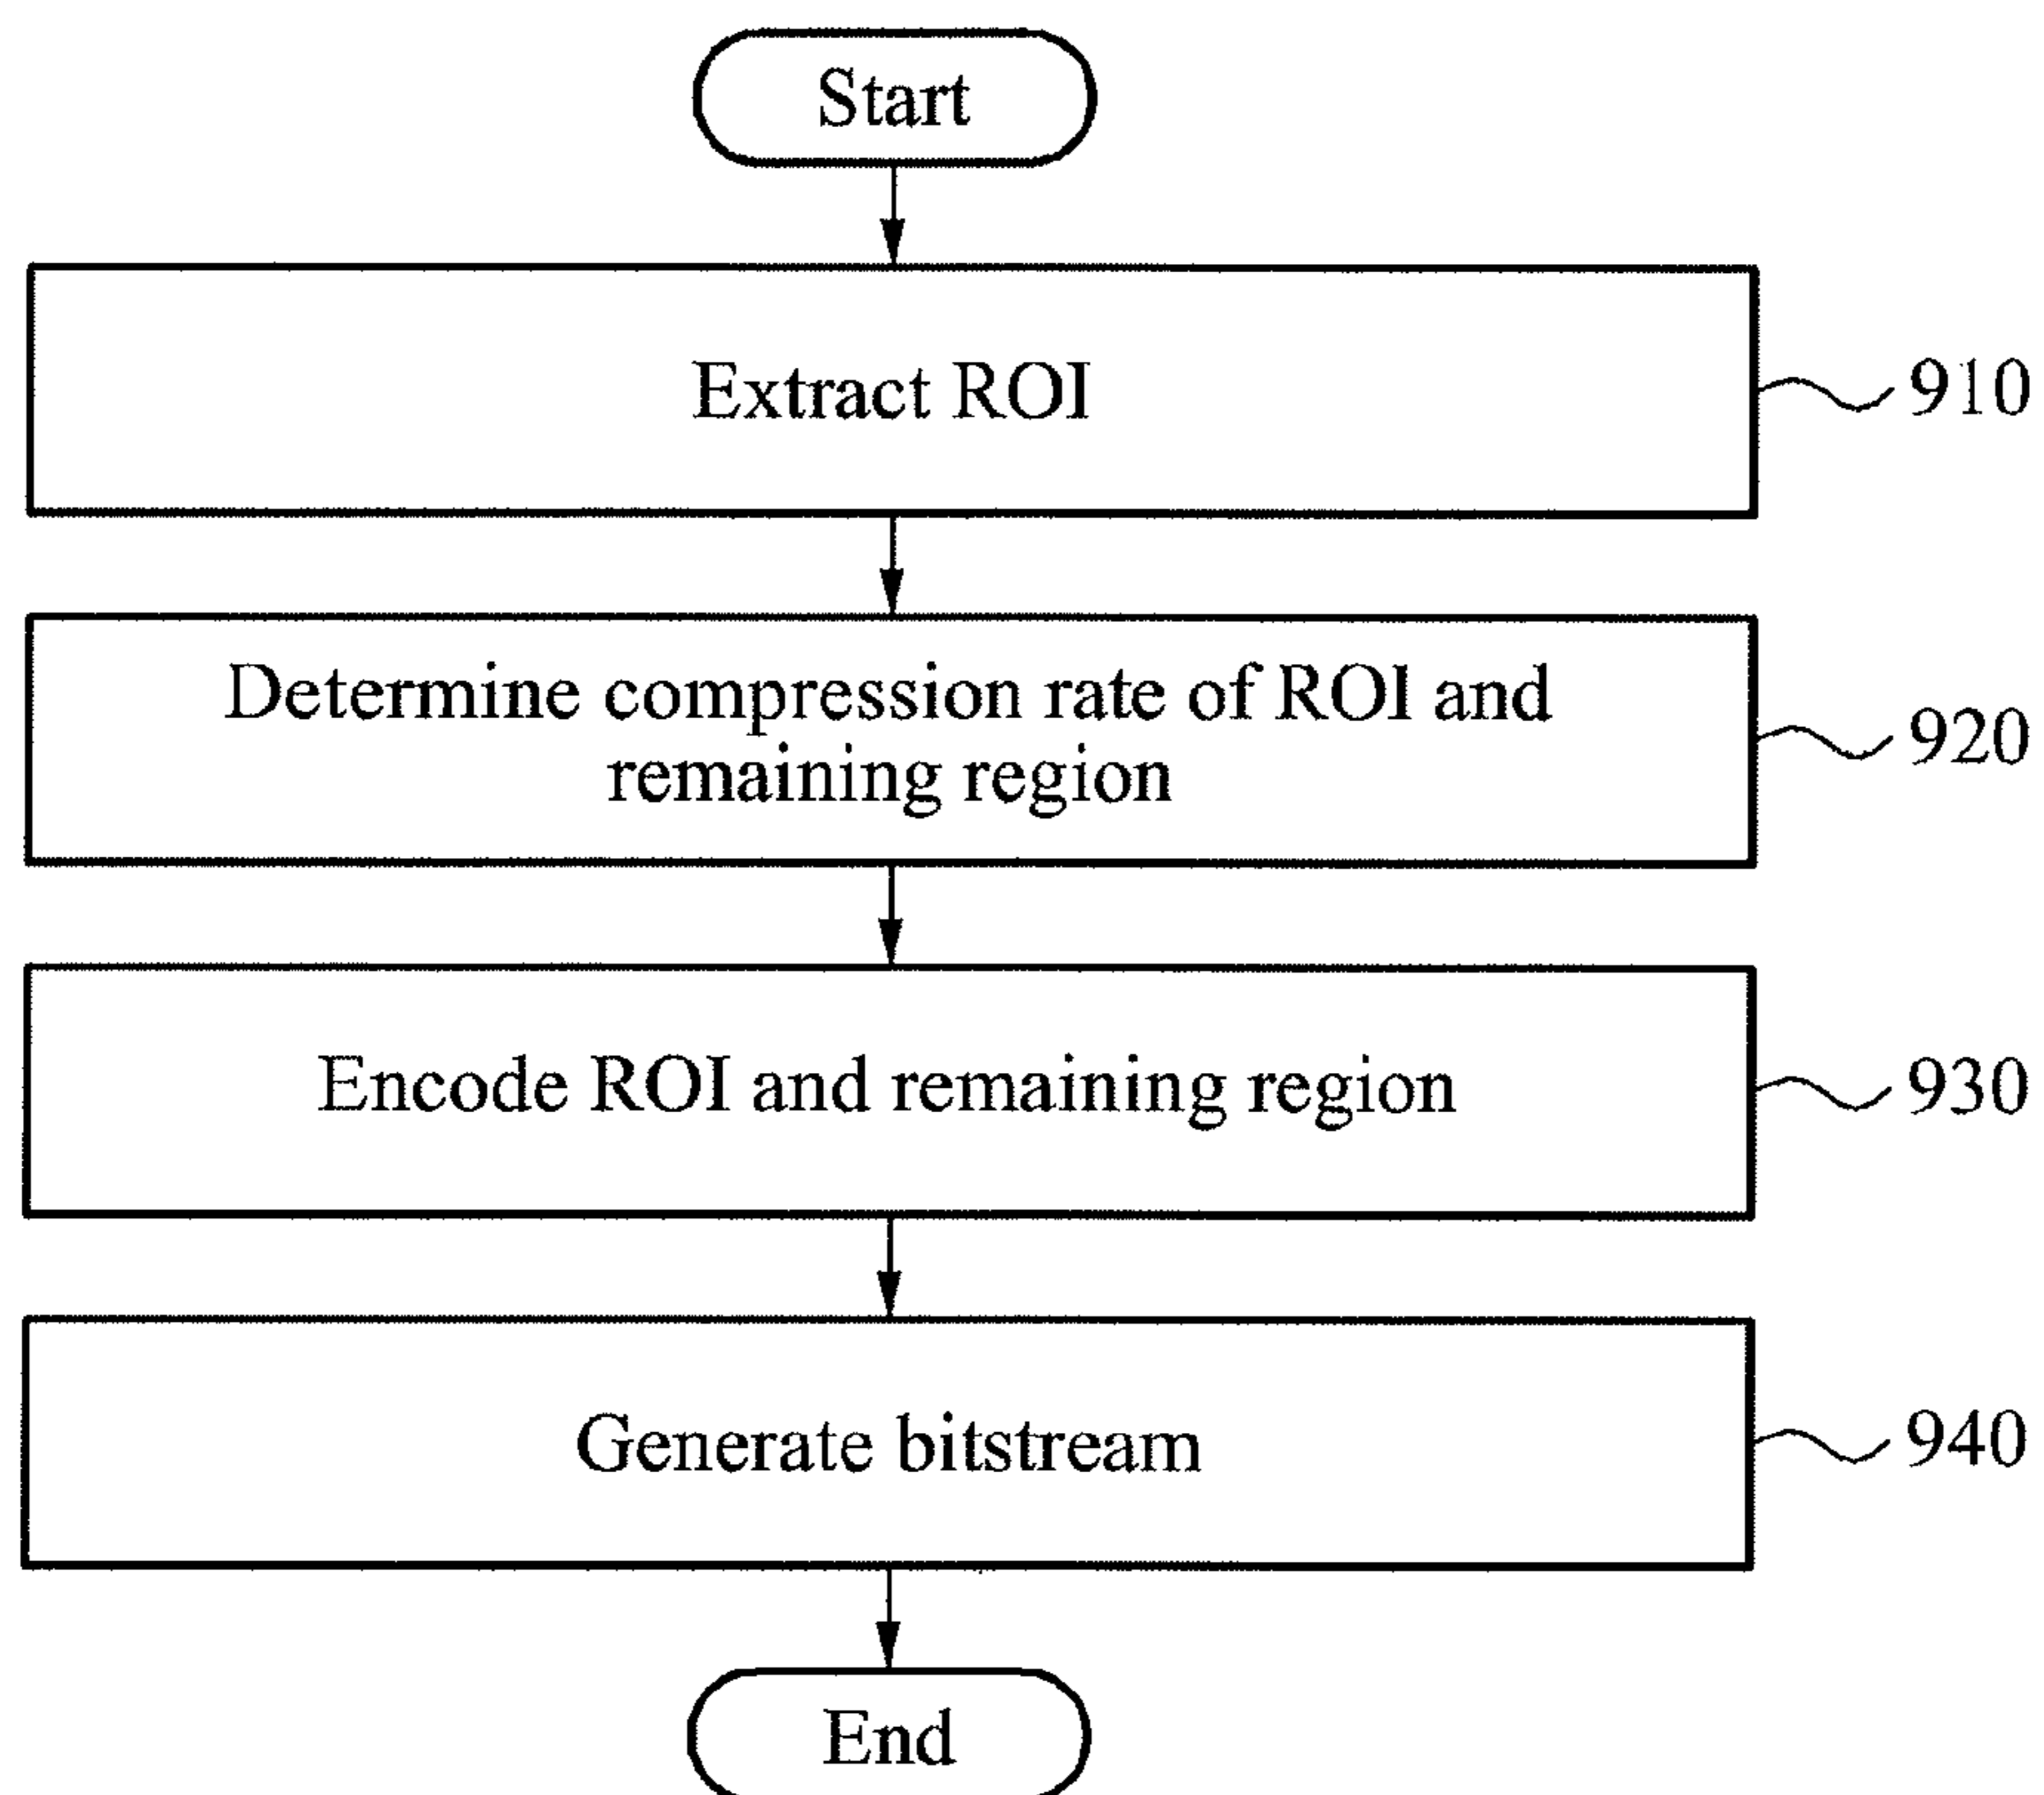 Start
Extract ROI
910
Determine compression rate of ROI and
remaining region
920
Encode ROI and remaining region
930
Generate bitstream
940
End